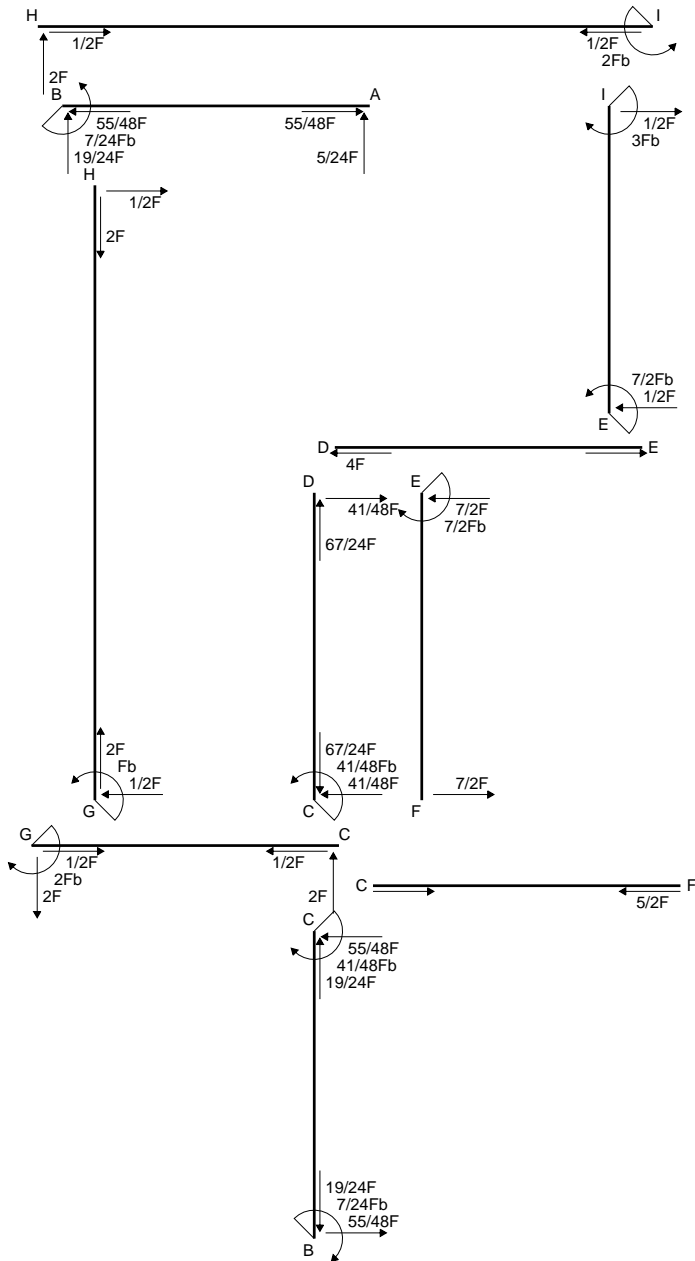 H
I
1/2F
1/2F
2Fb
2F
B
A
I
55/48F
55/48F
1/2F
7/24Fb
3Fb
19/24F
5/24F
H
1/2F
2F
7/2Fb
1/2F
E
D
E
4F
D
E
41/48F
7/2F
7/2Fb
67/24F
2F
Fb
1/2F
67/24F
41/48Fb
41/48F
7/2F
G
C
F
G
C
1/2F
1/2F
2Fb
2F
2F
C
F
5/2F
C
55/48F
41/48Fb
19/24F
19/24F
7/24Fb
55/48F
B